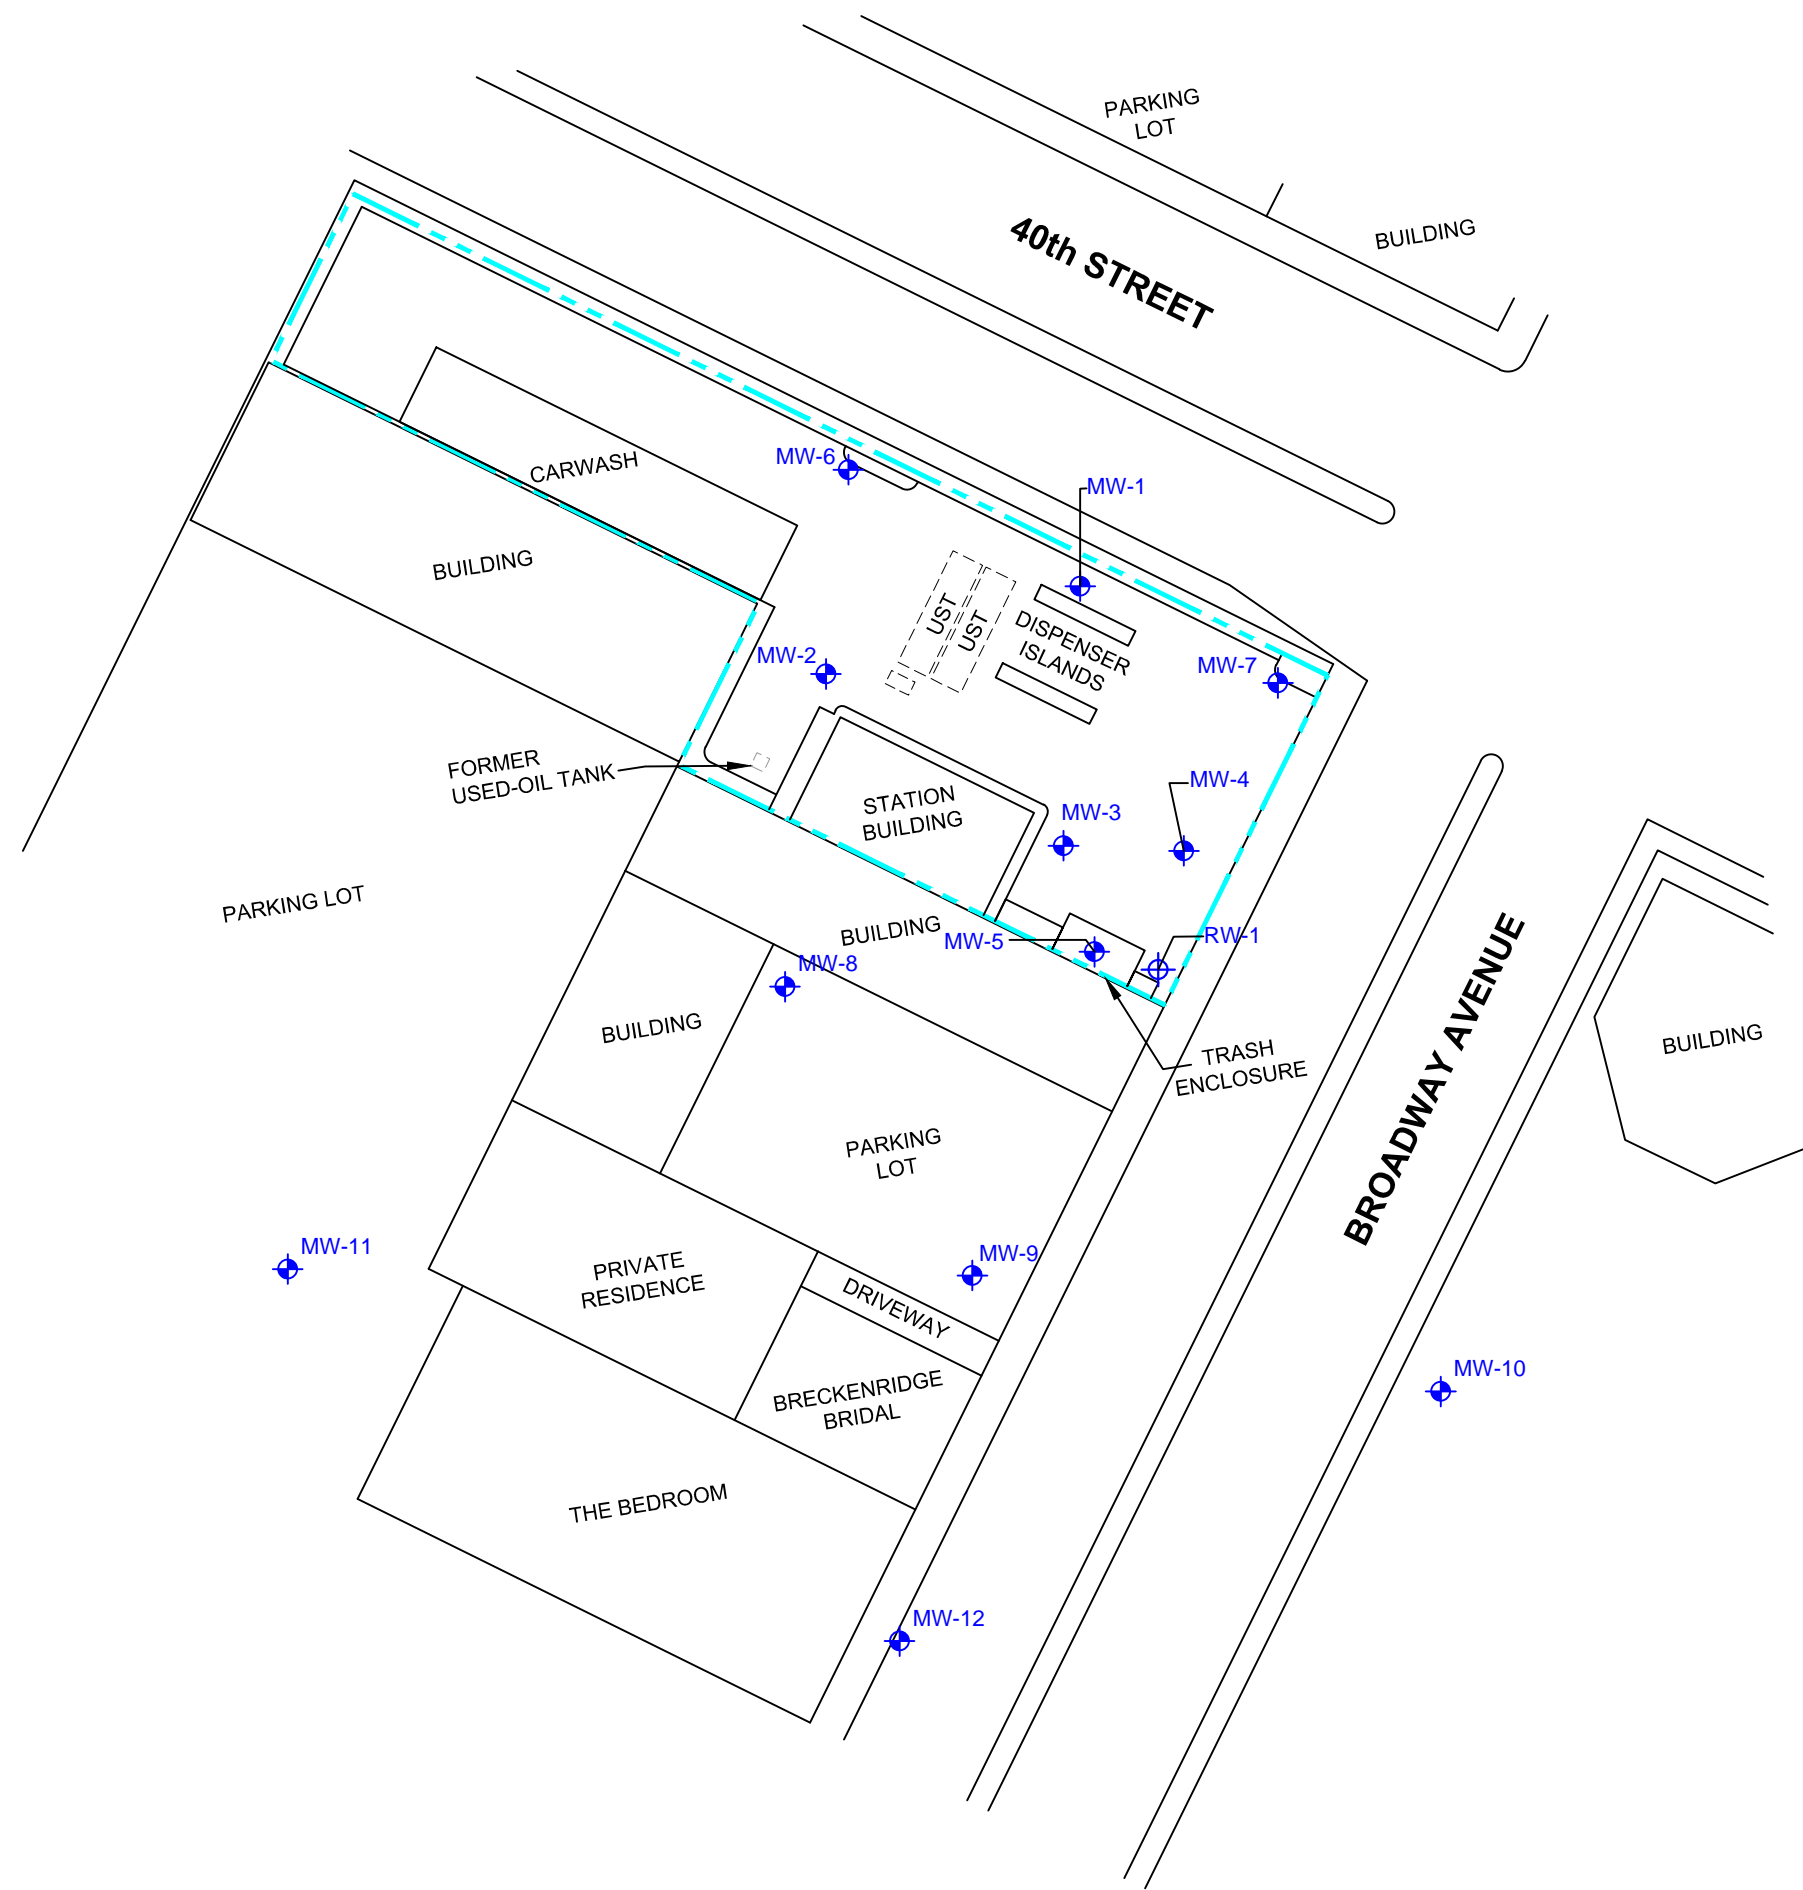 PARKING
LOT
BUILDING
40th STREET
CARWASH
MW-6
MW-1
BUILDING
UST
UST
DISPENSER
ISLANDS
MW-2
MW-7
FORMER
USED-OIL TANK
STATION
BUILDING
MW-3
MW-4
PARKING LOT
BUILDING
MW-5
RW-1
MW-8
BUILDING
TRASH
ENCLOSURE
BROADWAY AVENUE
BUILDING
PARKING
LOT
MW-11
PRIVATE
RESIDENCE
MW-9
DRIVEWAY
MW-10
BRECKENRIDGE
BRIDAL
THE BEDROOM
MW-12